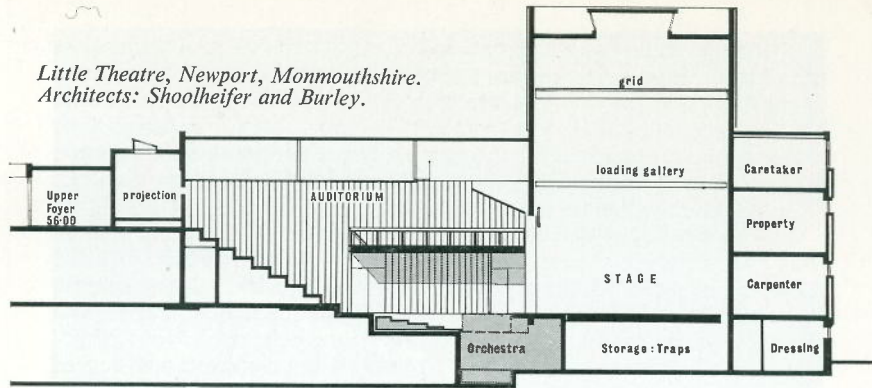 Little Theatre, Newport, Monmouthshire.
Architects: Shoolheifer and Burley.
grid
loading gallery
Caretaker
Upper
Foyer
56·00
projection
AUDITORIUM
Property
STAGE
Carpenter
Orchestra
Storage: Traps
Dressing